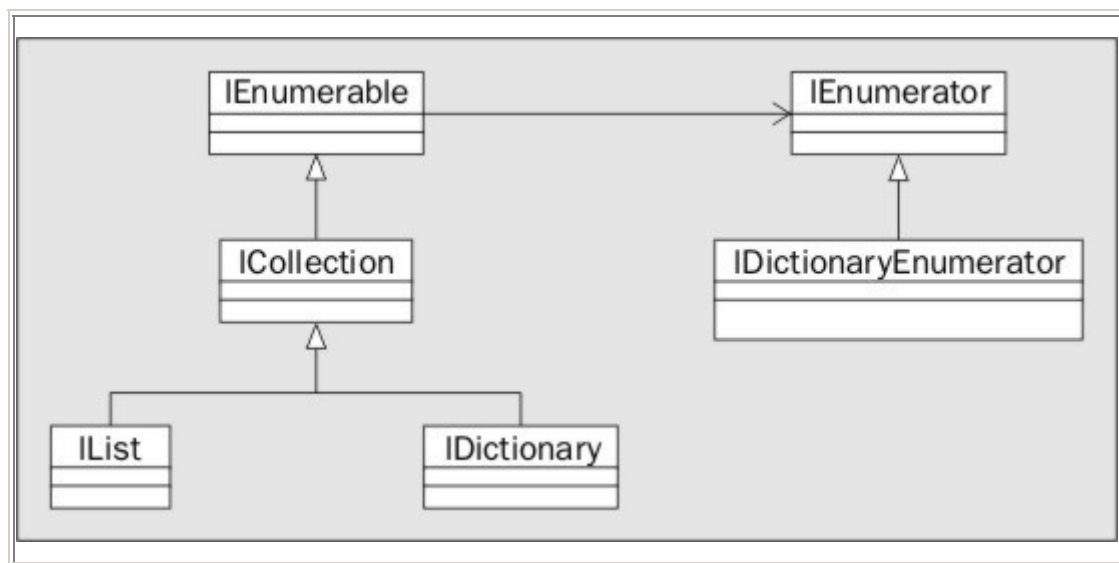 IEnumerable
IEnumerator
ICollection
IDictionaryEnumerator
IList
IDictionary